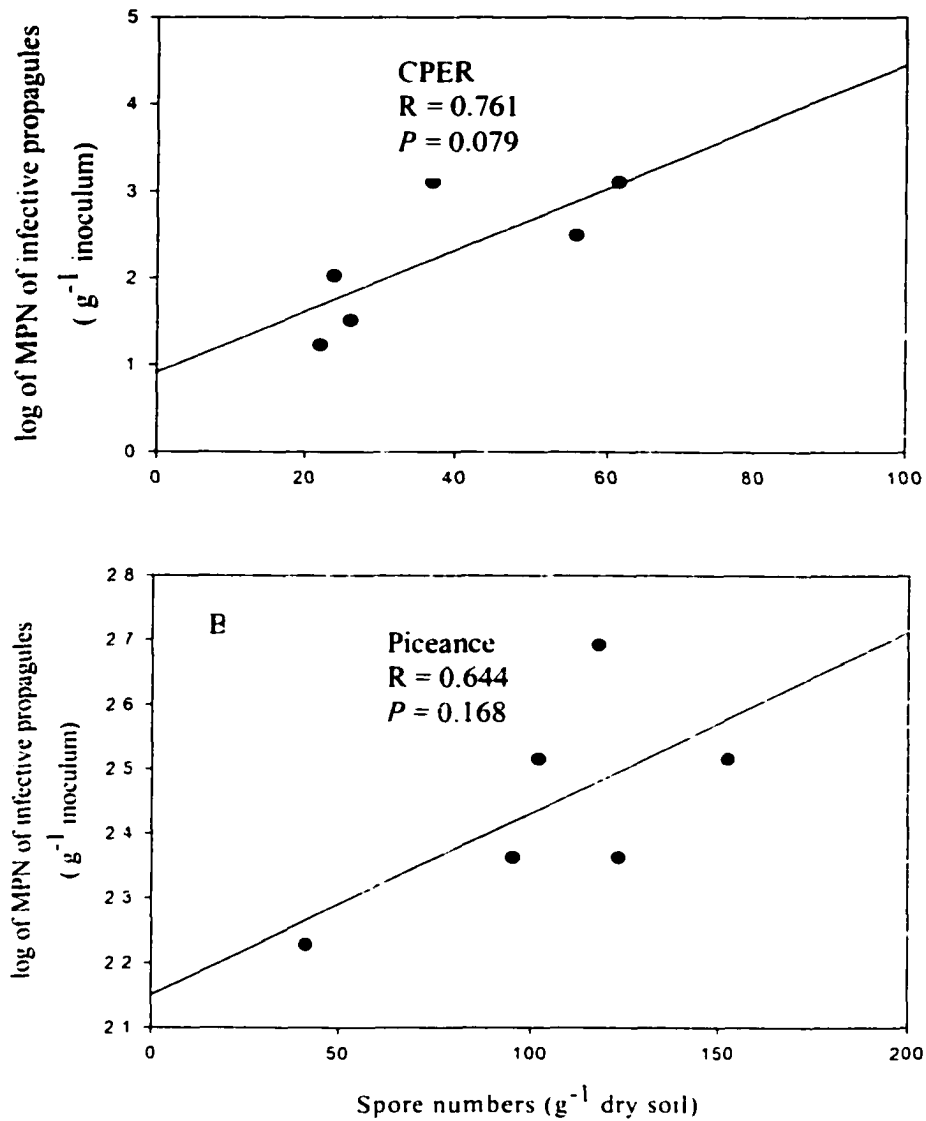 log of MPN of infective propagules
( g⁻¹ inoculum)
5
4
3
2
1
0
CPER
R = 0.761
P = 0.079
0 20 40 60 80 100
log of MPN of infective propagules
( g⁻¹ inoculum)
2 8
2 7
2 6
2 5
2 4
2 3
2 2
2 1
Piceance
R = 0.644
P = 0.168
0 50 100 150 200
Spore numbers (g⁻¹ dry soil)